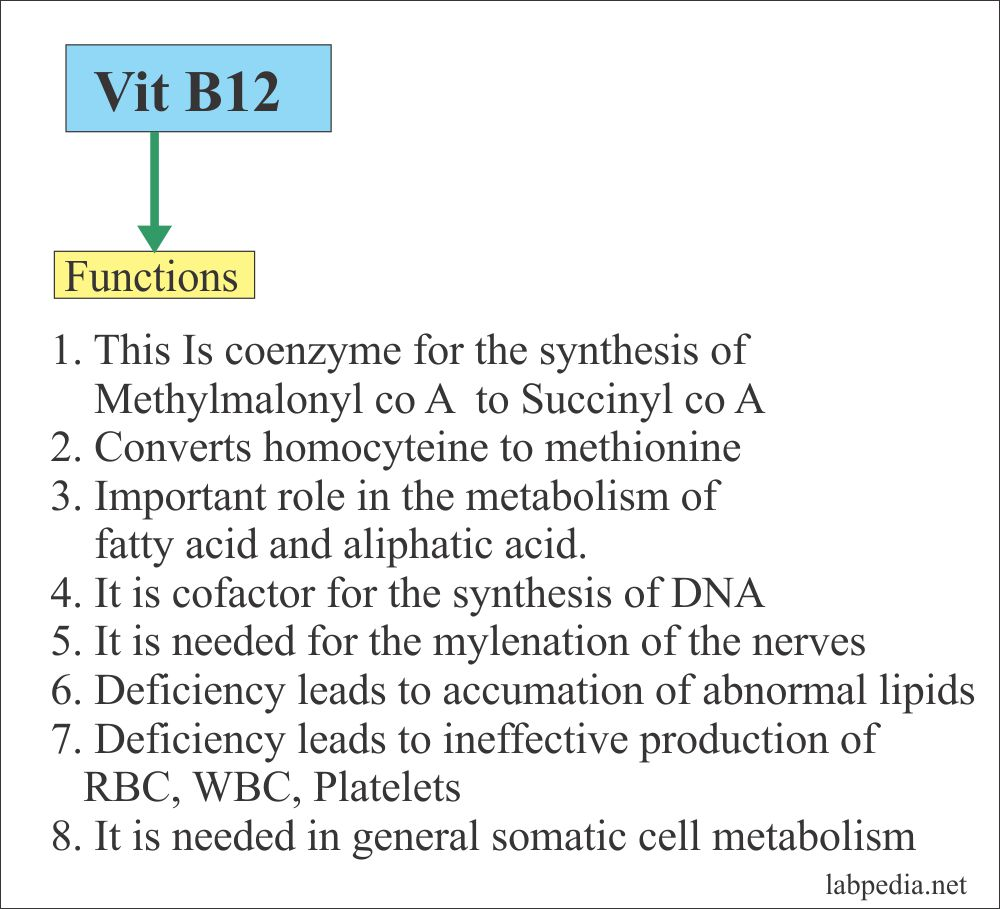 Vit B12
Functions
1. This Is coenzyme for the synthesis of
Methylmalonyl co A to Succinyl co A
2. Converts homocyteine to methionine
3. Important role in the metabolism of
fatty acid and aliphatic acid.
4. It is cofactor for the synthesis of DNA
5. It is needed for the mylenation of the nerves
6. Deficiency leads to accumation of abnormal lipids
7. Deficiency leads to ineffective production of
RBC, WBC, Platelets
8. It is needed in general somatic cell metabolism
labpedia.net